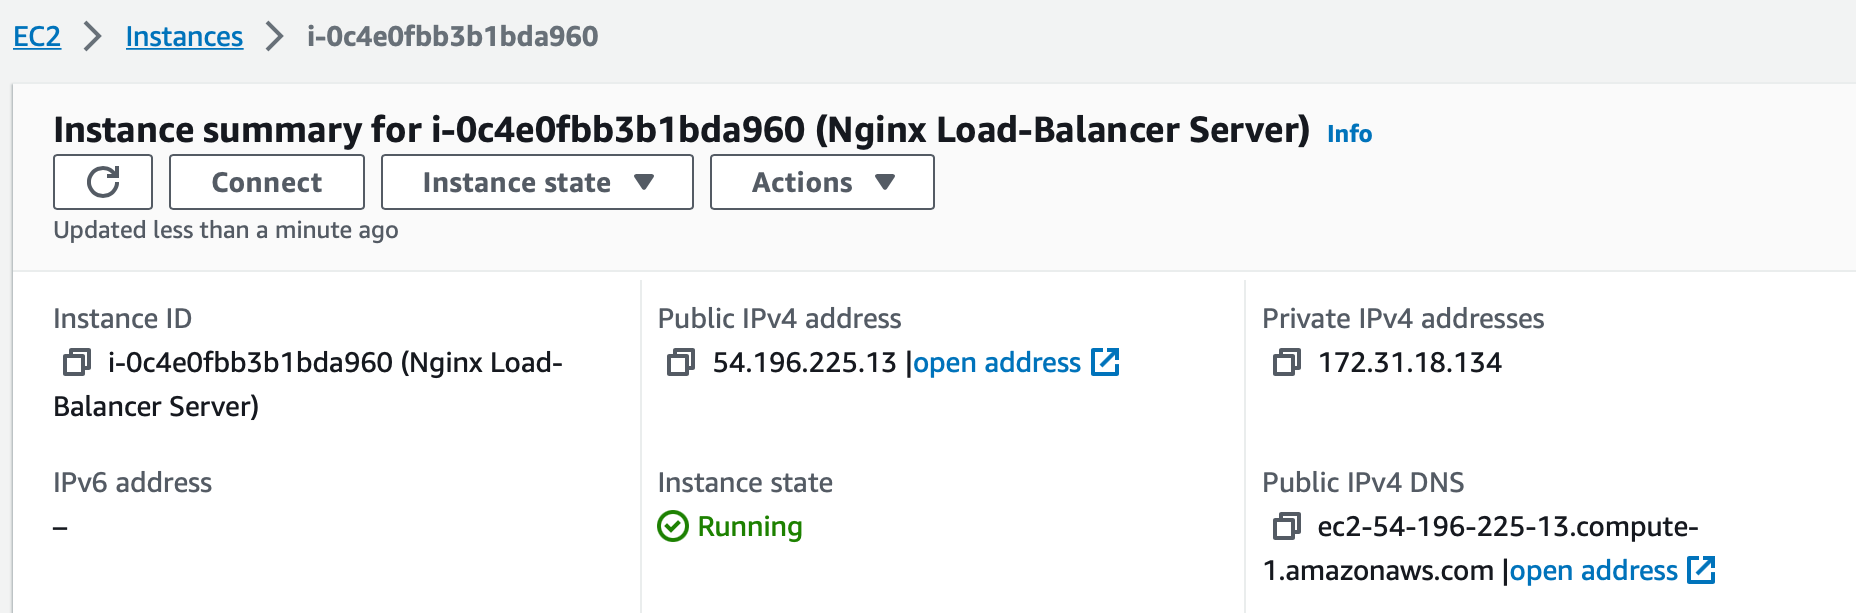 EC2 > Instances > i-0c4e0fbb3b1bda960
Instance summary for i-0c4e0fbb3b1bda960 (Nginx Load-Balancer Server) Info
Connect Instance state Actions
Updated less than a minute ago
Instance ID
i-0c4e0fbb3b1bda960 (Nginx Load-
Balancer Server)
Public IPv4 address
54.196.225.13 |open address
Private IPv4 addresses
172.31.18.134
IPv6 address
–
Instance state
Running
Public IPv4 DNS
ec2-54-196-225-13.compute-
1.amazonaws.com |open address